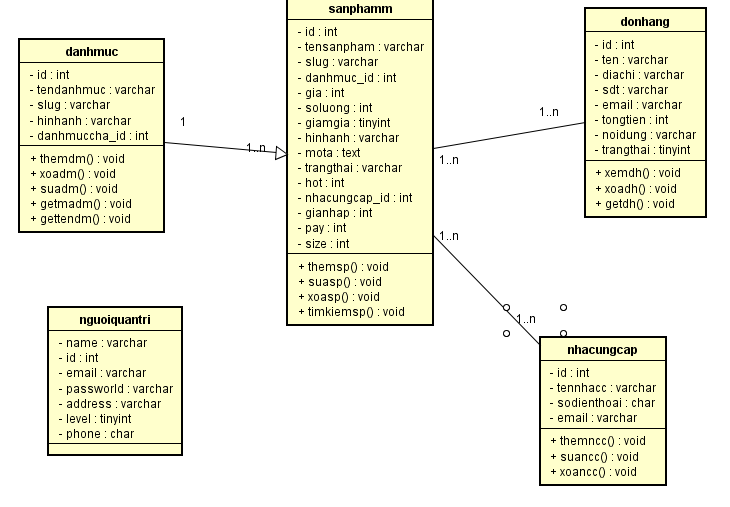 sanphamm
- id : int
- tensanpham : varchar
- slug : varchar
- danhmuc_id : int
- gia : int
- soluong : int
- giamgia : tinyint
- hinhanh : varchar
- mota : text
- trangthai : varchar
- hot : int
- nhacungcap_id : int
- gianhap : int
- pay : int
- size : int
+ themsp() : void
+ suasp() : void
+ xoasp() : void
+ timkiemsp() : void
donhang
- id : int
- ten : varchar
- diachi : varchar
- sdt : varchar
- email : varchar
- tongtien : int
- noidung : varchar
- trangthai : tinyint
+ xemdh() : void
+ xoadh() : void
+ getdh() : void
danhmuc
- id : int
- tendanhmuc : varchar
- slug : varchar
- hinhanh : varchar
- danhmuccha_id : int
+ themdm() : void
+ xoadm() : void
+ suadm() : void
+ getmadm() : void
+ gettendm() : void
1
1..n
1..n
1..n
1..n
1..n
nguoiquantri
- name : varchar
- id : int
- email : varchar
- passworld : varchar
- address : varchar
- level : tinyint
- phone : char
nhacungcap
- id : int
- tennhacc : varchar
- sodienthoai : char
- email : varchar
+ themncc() : void
+ suancc() : void
+ xoancc() : void